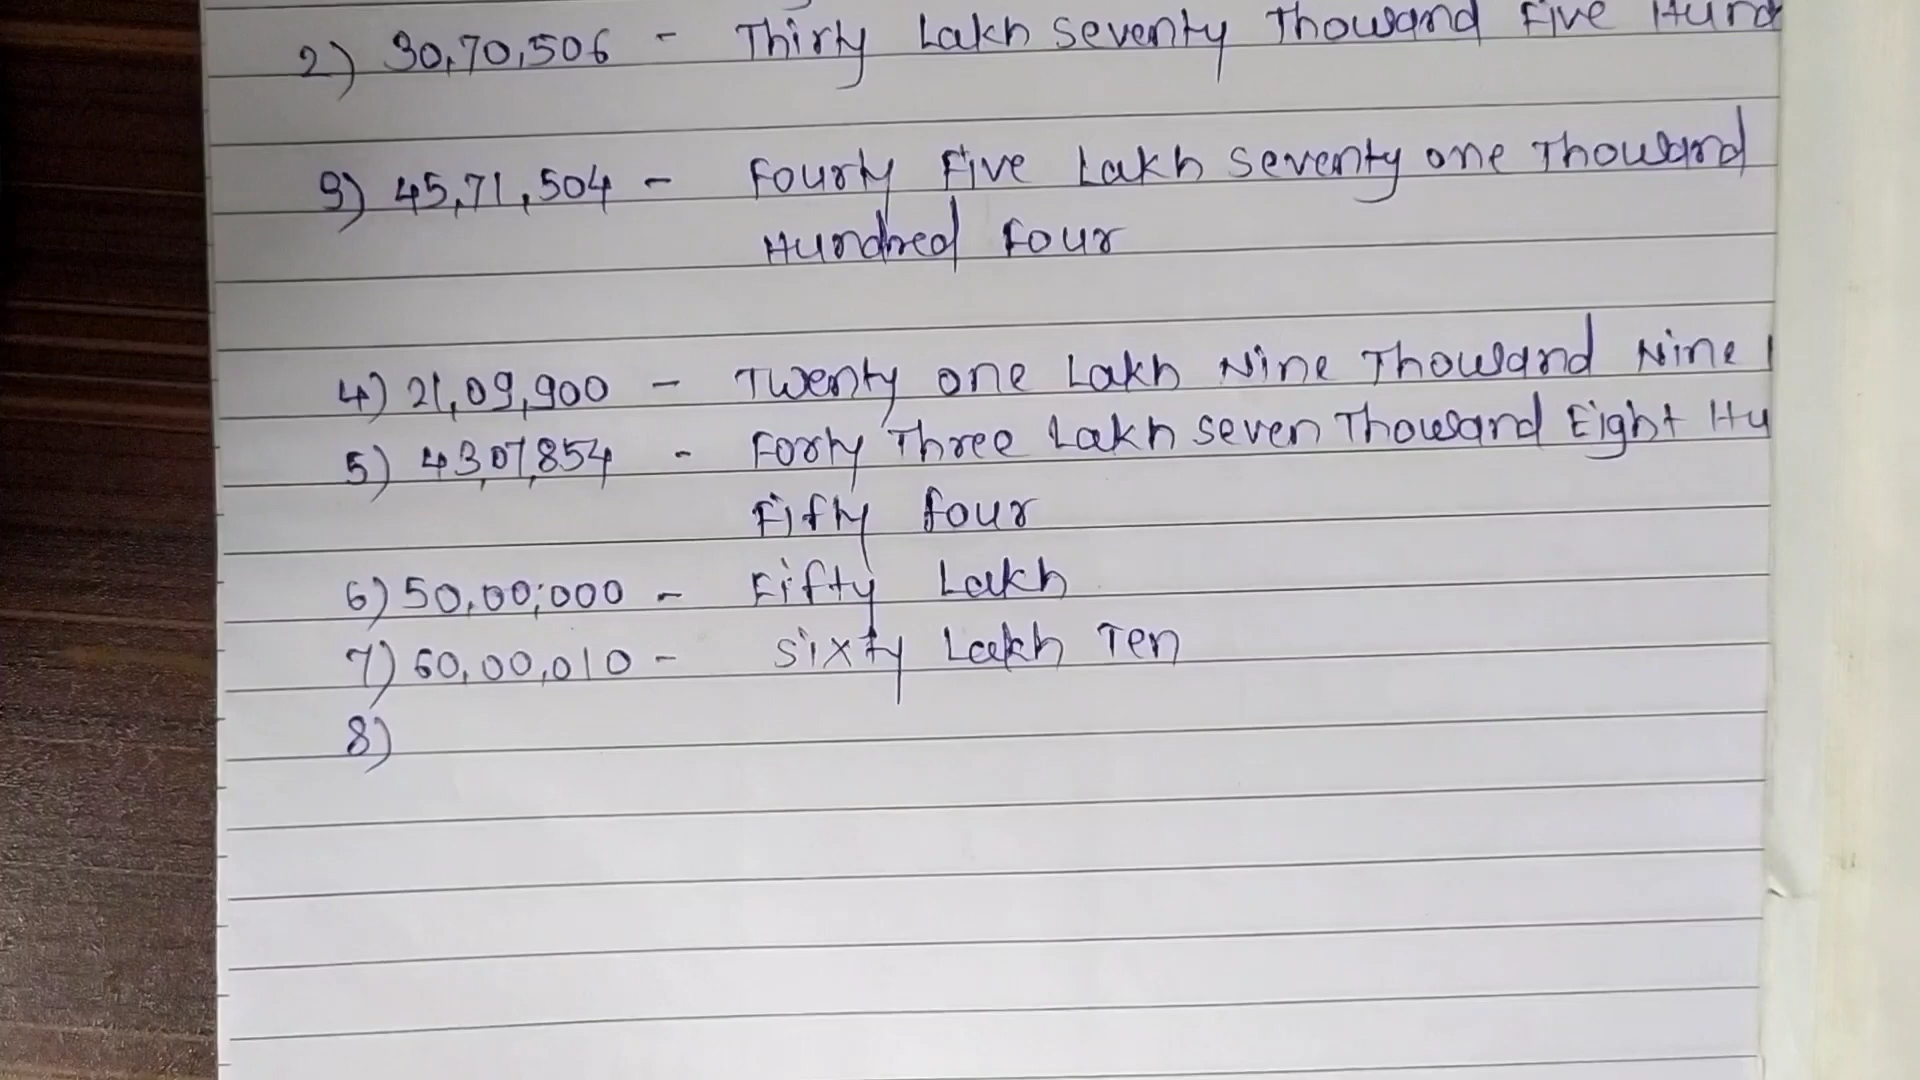 2) 30,70,506 - Thirty Lakh Seventy Thousand Five Hund
3) 45,71,504 - Fourty Five Lakh Seventy one Thousand
Hundred Four
4) 21,09,900 - Twenty one Lakh Nine Thousand Nine
5) 43,07,854 - Forty Three Lakh Seven Thousand Eight Hu
Fifty four
6) 50,00,000 - Fifty Lakh
7) 60,00,010 - Sixty Lakh Ten
8)